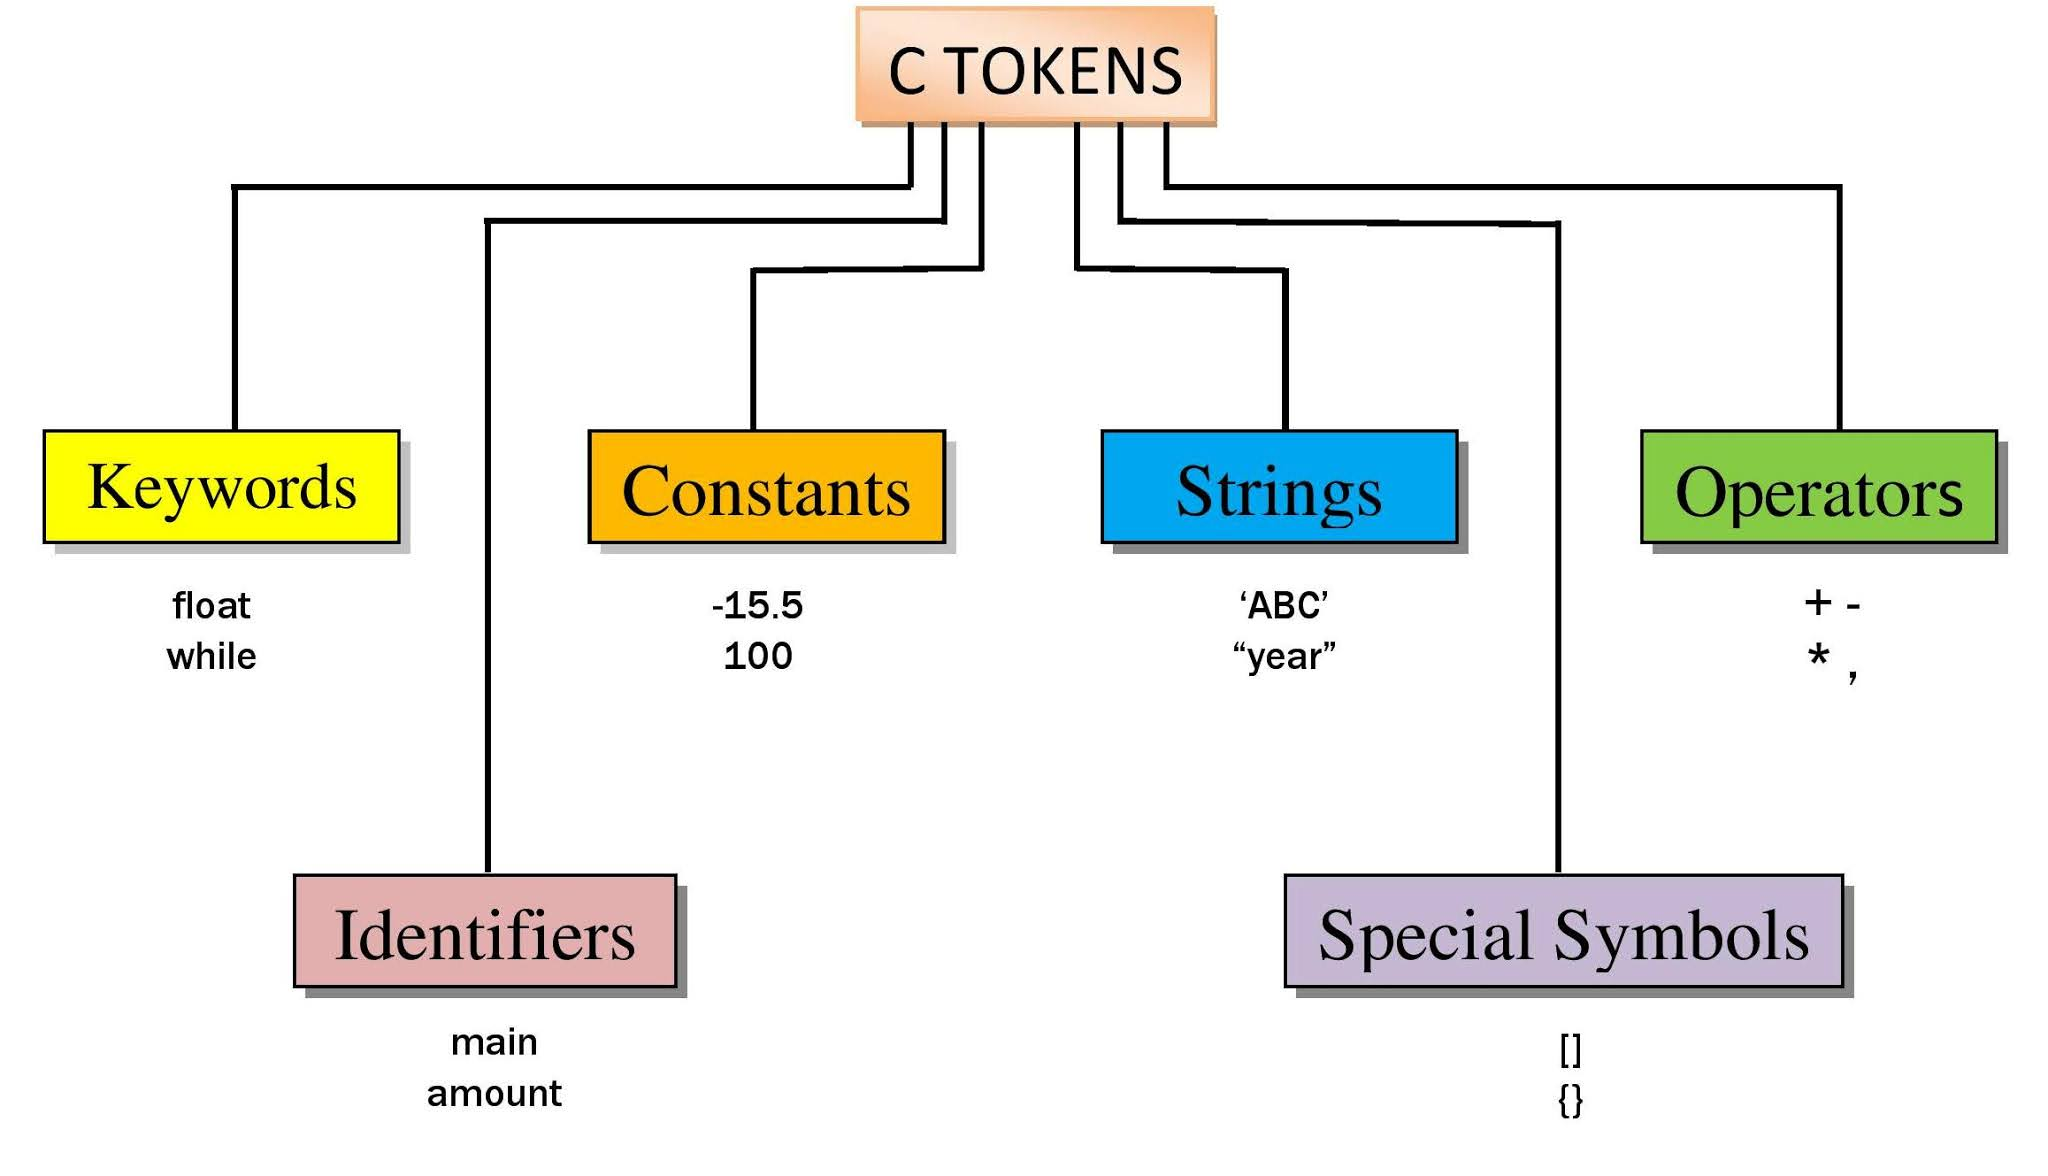 C TOKENS
Keywords
float
while
Constants
-15.5
100
Strings
‘ABC’
“year”
Operators
+ -
* ,
Identifiers
main
amount
Special Symbols
[]
{}